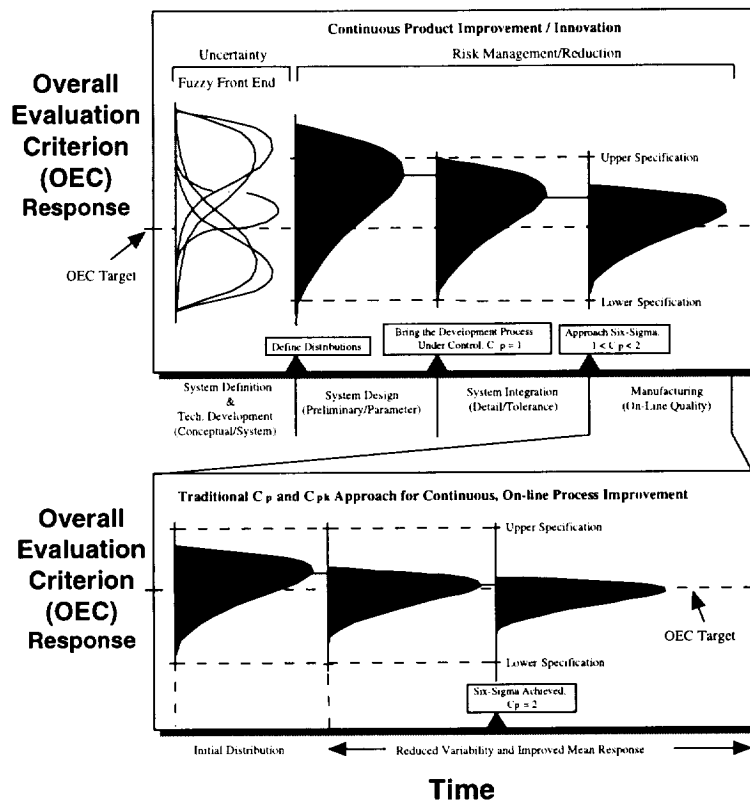 Continuous Product Improvement / Innovation
Uncertainty
Risk Management/Reduction
Fuzzy Front End
Overall
Evaluation
Criterion
(OEC)
Response
Upper Specification
OEC Target
Lower Specification
Define Distributions
Bring the Development Process
Under Control, C p = 1
Approach Six-Sigma,
1 < C p < 2
System Definition
&
Tech. Development
(Conceptual/System)
System Design
(Preliminary/Parameter)
System Integration
(Detail/Tolerance)
Manufacturing
(On-Line Quality)
Traditional C p and C pk Approach for Continuous, On-line Process Improvement
Overall
Evaluation
Criterion
(OEC)
Response
Upper Specification
OEC Target
Lower Specification
Six-Sigma Achieved,
Cp = 2
Initial Distribution
Reduced Variability and Improved Mean Response
Time